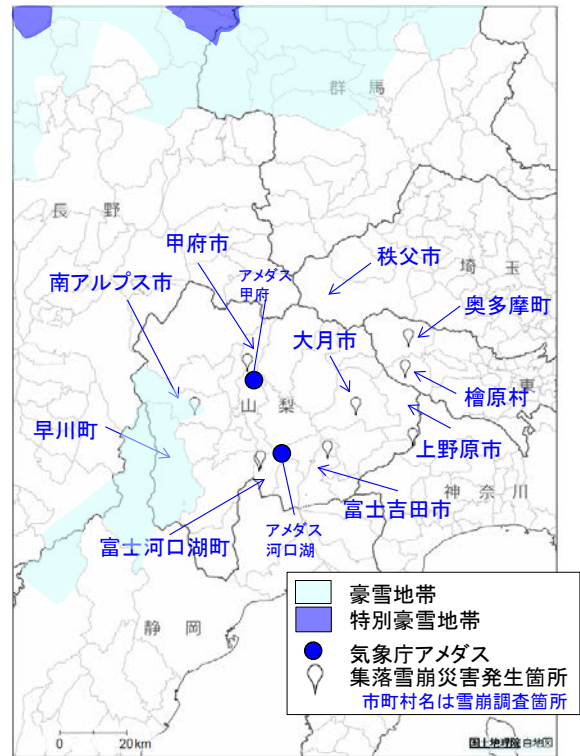 群 馬
長 野
甲府市
秩父市
埼 玉
南アルプス市
アメダス
甲府
奥多摩町
大月市
檜原村
東
山 梨
早川町
上野原市
神奈川
富士吉田市
富士河口湖町
アメダス
河口湖
静 岡
豪雪地帯
特別豪雪地帯
気象庁アメダス
集落雪崩災害発生箇所
市町村名は雪崩調査箇所
0 20km
国土地理院 白地図